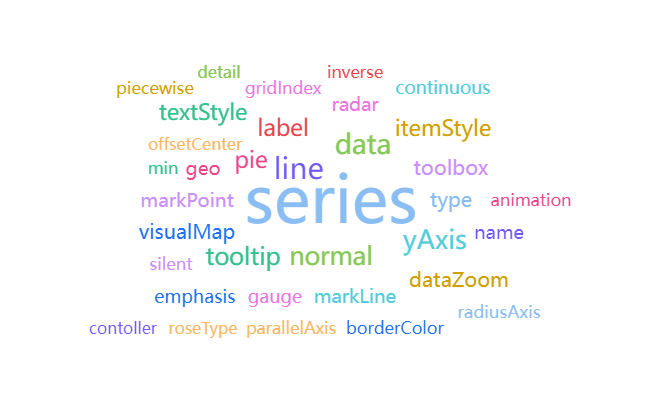 detail inverse
piecewise gridIndex continuous
textStyle radar
label itemStyle
offsetCenter data
min geo pie line toolbox
markPoint series type animation
visualMap yAxis name
silent tooltip normal
dataZoom
emphasis gauge markLine
radiusAxis
contoller roseType parallelAxis borderColor